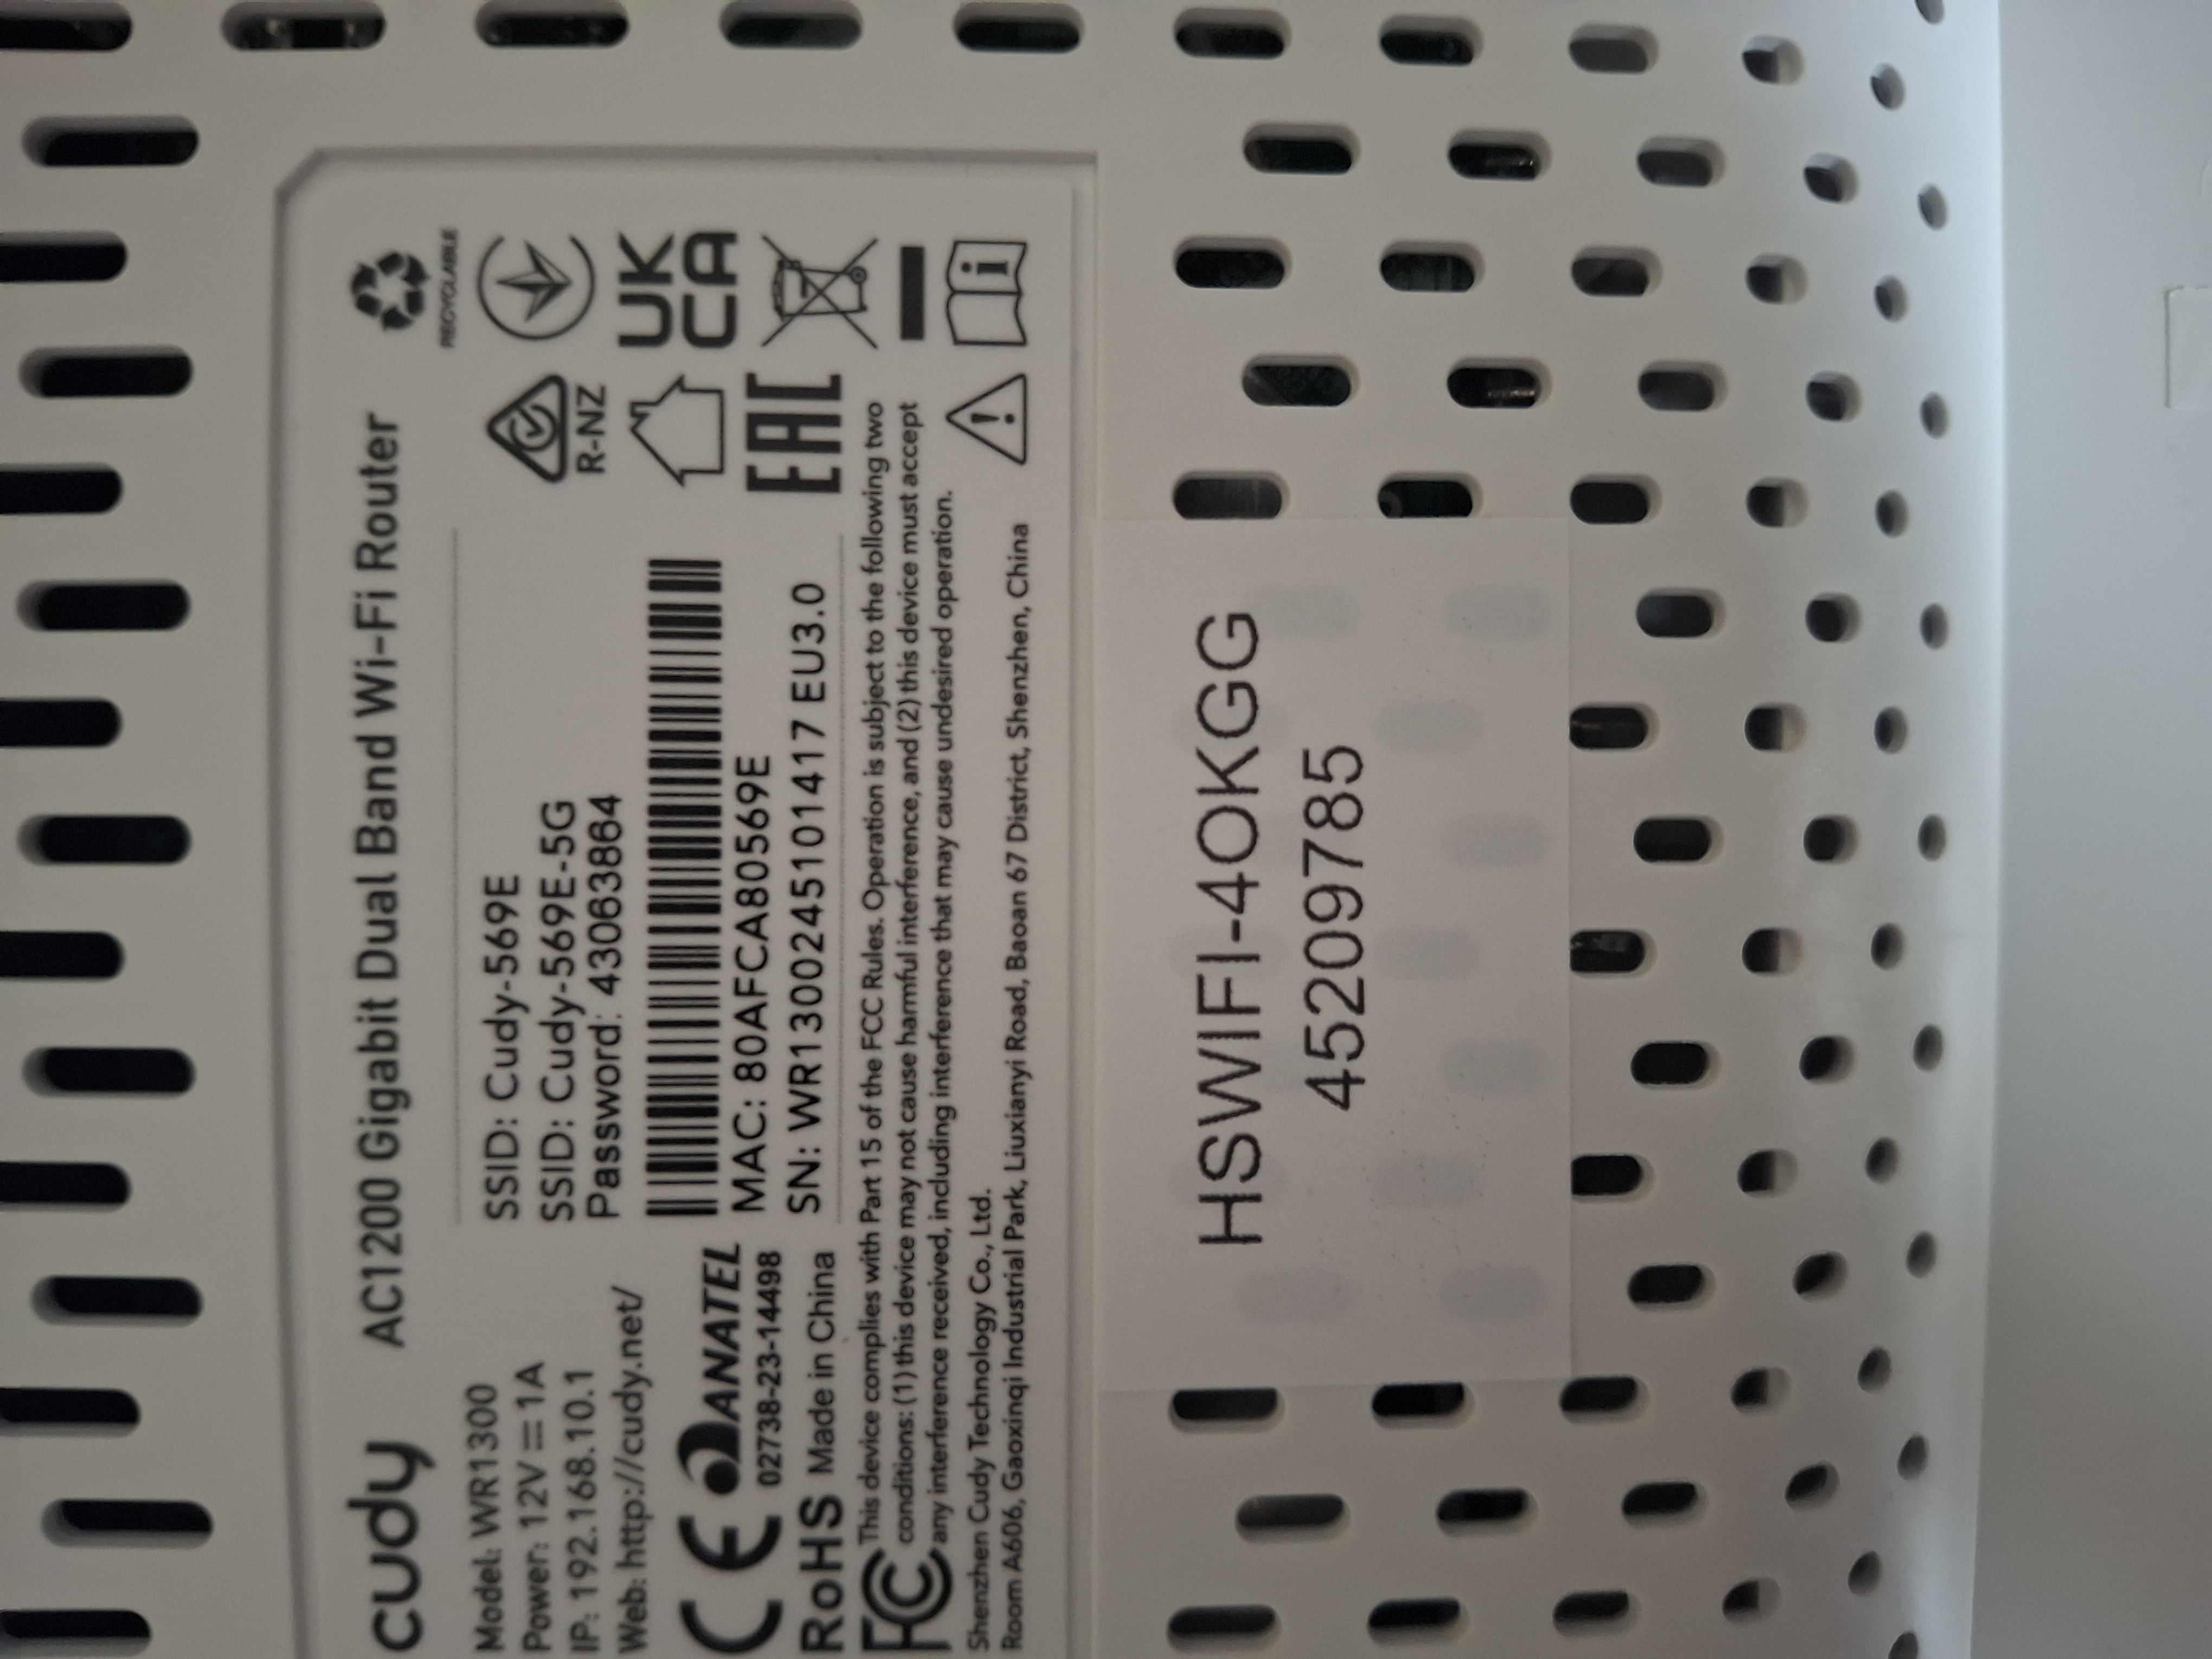 cudy AC1200 Gigabit Dual Band Wi-Fi Router
RECYCLABLE
Model: WR1300
Power: 12V⎓1A
IP: 192.168.10.1
Web: http://cudy.net/
SSID: Cudy-569E
SSID: Cudy-569E-5G
Password: 43063864
MAC: 80AFCA80569E
SN: WR1300245101417 EU3.0
R-NZ
UK
CA
EAC
CE ANATEL
02738-23-14498
RoHS Made in China
FC This device complies with Part 15 of the FCC Rules. Operation is subject to the following two
conditions: (1) this device may not cause harmful interference, and (2) this device must accept
any interference received, including interference that may cause undesired operation.
Shenzhen Cudy Technology Co., Ltd.
Room A606, Gaoxinqi Industrial Park, Liuxianyi Road, Baoan 67 District, Shenzhen, China
HSWIFI-4OKGG
45209785